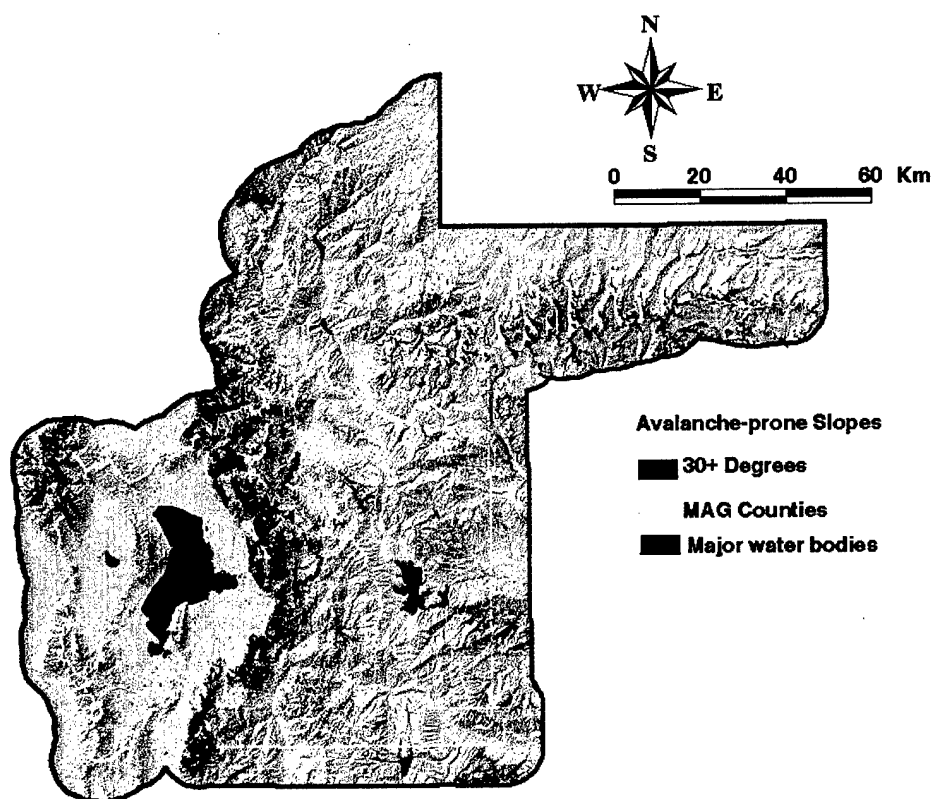 N
W E
S
0 20 40 60 Km
Avalanche-prone Slopes
30+ Degrees
MAG Counties
Major water bodies